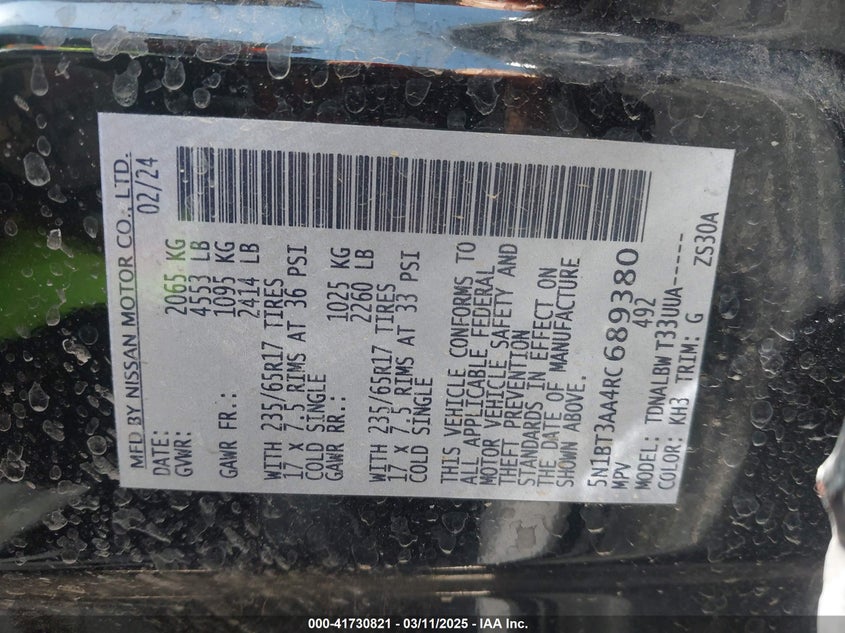 MFD BY NISSAN MOTOR CO., LTD.
DATE: 02/24
GVWR: 2065 KG
4553 LB
GAWR FR.: 1095 KG
2414 LB
WITH 235/65R17 TIRES
17 X 7.5 RIMS AT 36 PSI
COLD SINGLE
GAWR RR.: 1025 KG
2260 LB
WITH 235/65R17 TIRES
17 X 7.5 RIMS AT 33 PSI
COLD SINGLE
THIS VEHICLE CONFORMS TO
ALL APPLICABLE FEDERAL
MOTOR VEHICLE SAFETY AND
THEFT PREVENTION
STANDARDS IN EFFECT ON
THE DATE OF MANUFACTURE
SHOWN ABOVE.
5N1BT3AA4RC689380
MPV 492
MODEL: TDNALBW T33UUA------
COLOR: KH3 TRIM: G ZS30A
000-41730821 - 03/11/2025 - IAA Inc.